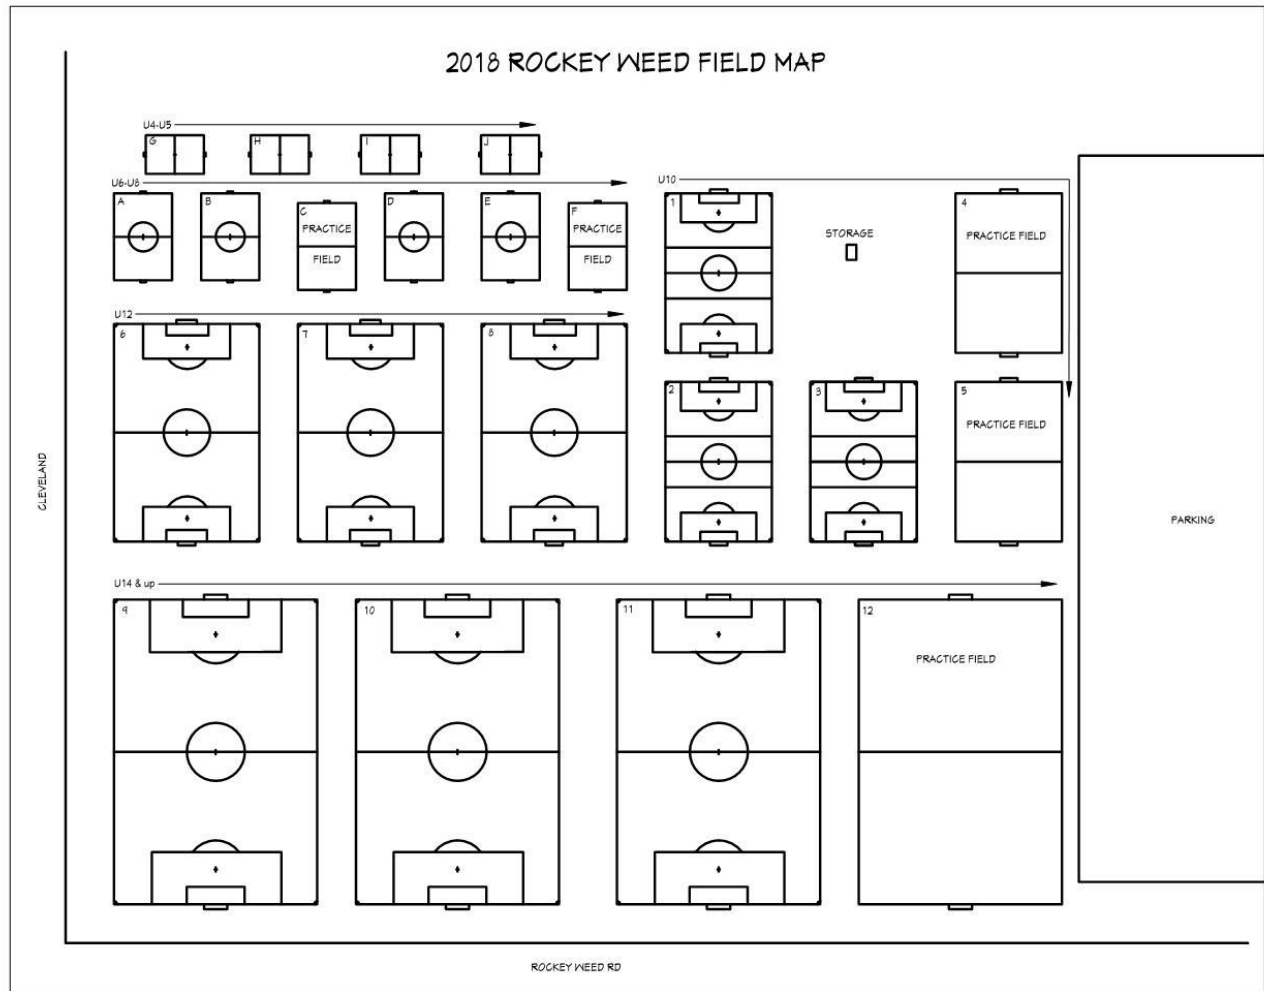 2018 ROCKEY WEED FIELD MAP
U4-U5
G
H
I
J
U6-U8
A
B
C
PRACTICE
FIELD
D
E
F
PRACTICE
FIELD
U10
1
STORAGE
4
PRACTICE FIELD
U12
6
7
8
2
3
5
PRACTICE FIELD
CLEVELAND
PARKING
U14 & up
9
10
11
12
PRACTICE FIELD
ROCKEY WEED RD